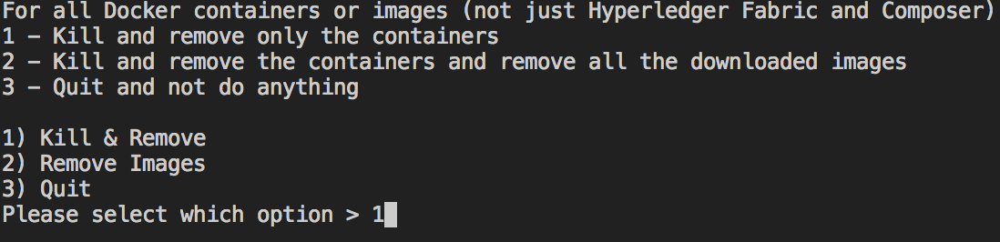 For all Docker containers or images (not just Hyperledger Fabric and Composer)
1 - Kill and remove only the containers
2 - Kill and remove the containers and remove all the downloaded images
3 - Quit and not do anything
1) Kill & Remove
2) Remove Images
3) Quit
Please select which option > 1